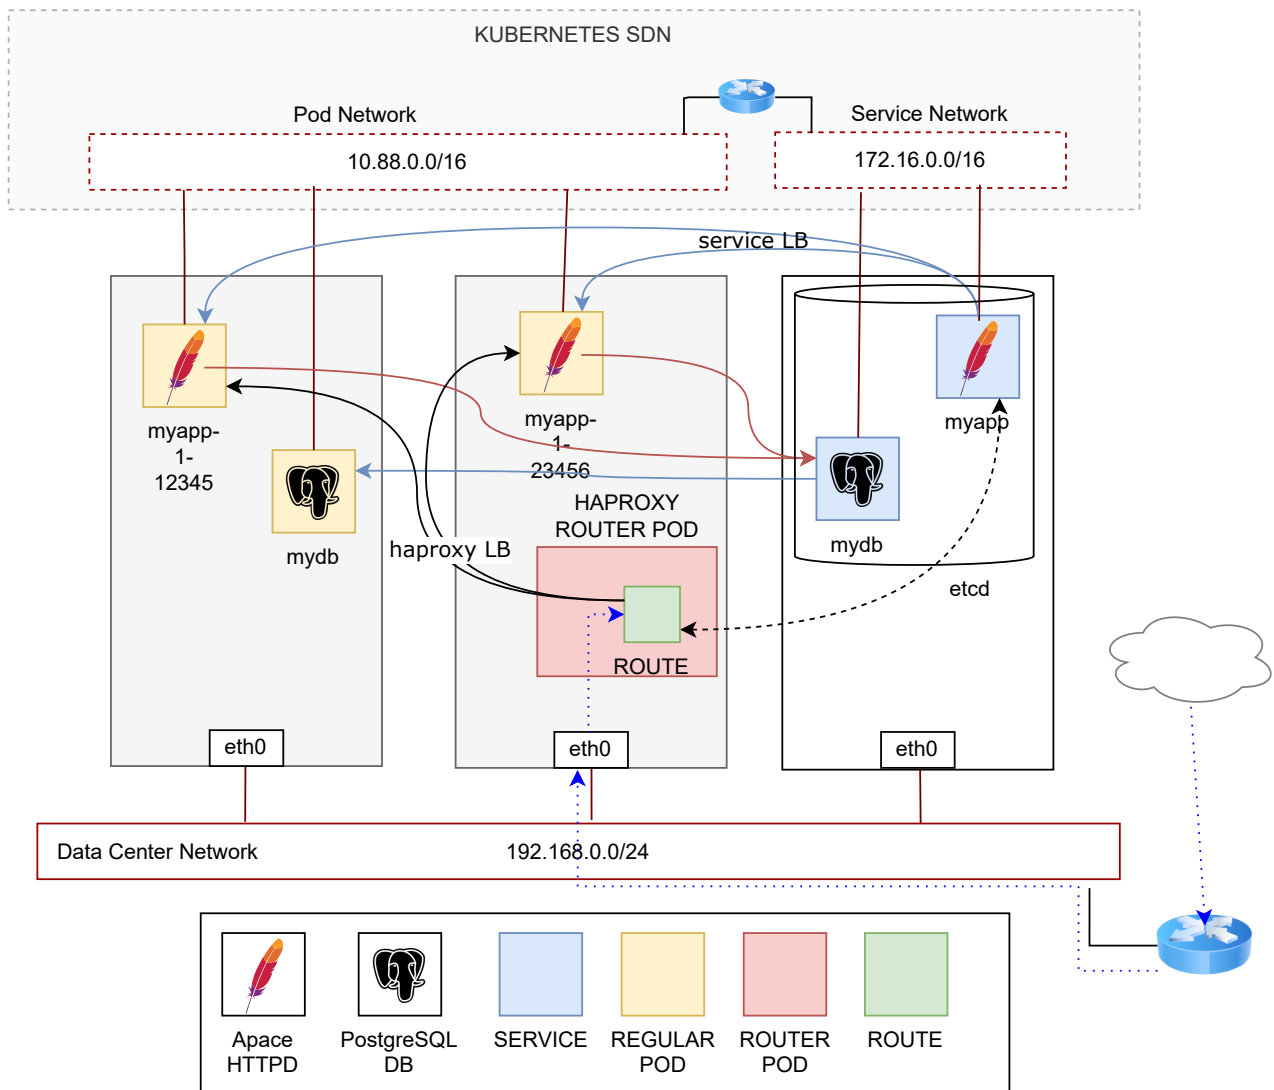 KUBERNETES SDN
Pod Network
Service Network
10.88.0.0/16
172.16.0.0/16
service LB
myapp-
1-
12345
myapp-
1-
23456
myapp
mydb
mydb
HAPROXY
ROUTER POD
haproxy LB
etcd
ROUTE
eth0
eth0
eth0
Data Center Network
192.168.0.0/24
Apace
HTTPD
PostgreSQL
DB
SERVICE
REGULAR
POD
ROUTER
POD
ROUTE